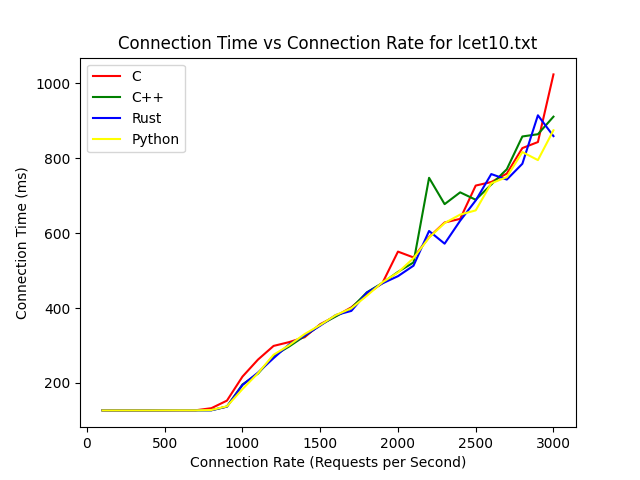 Connection Time vs Connection Rate for lcet10.txt
C
C++
Rust
Python
Connection Time (ms)
1000
800
600
400
200
0
500
1000
1500
2000
2500
3000
Connection Rate (Requests per Second)